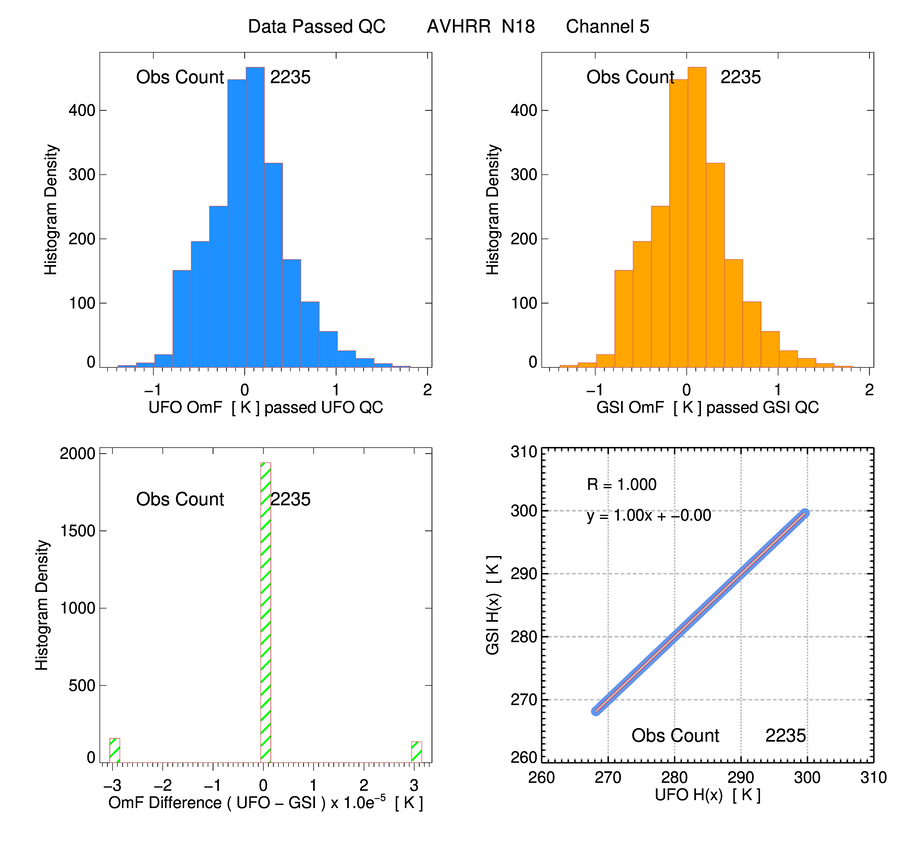 Data Passed QC AVHRR N18 Channel 5
Obs Count 2235
Histogram Density
400
300
200
100
0
−1 0 1 2
UFO OmF [ K ] passed UFO QC
Obs Count 2235
Histogram Density
400
300
200
100
0
−1 0 1 2
GSI OmF [ K ] passed GSI QC
2000
Obs Count 2235
1500
Histogram Density
1000
500
0
−3 −2 −1 0 1 2 3
OmF Difference ( UFO − GSI ) x 1.0e⁻⁵ [ K ]
310
R = 1.000
y = 1.00x + −0.00
300
290
GSI H(x) [ K ]
280
270
Obs Count 2235
260
260 270 280 290 300 310
UFO H(x) [ K ]